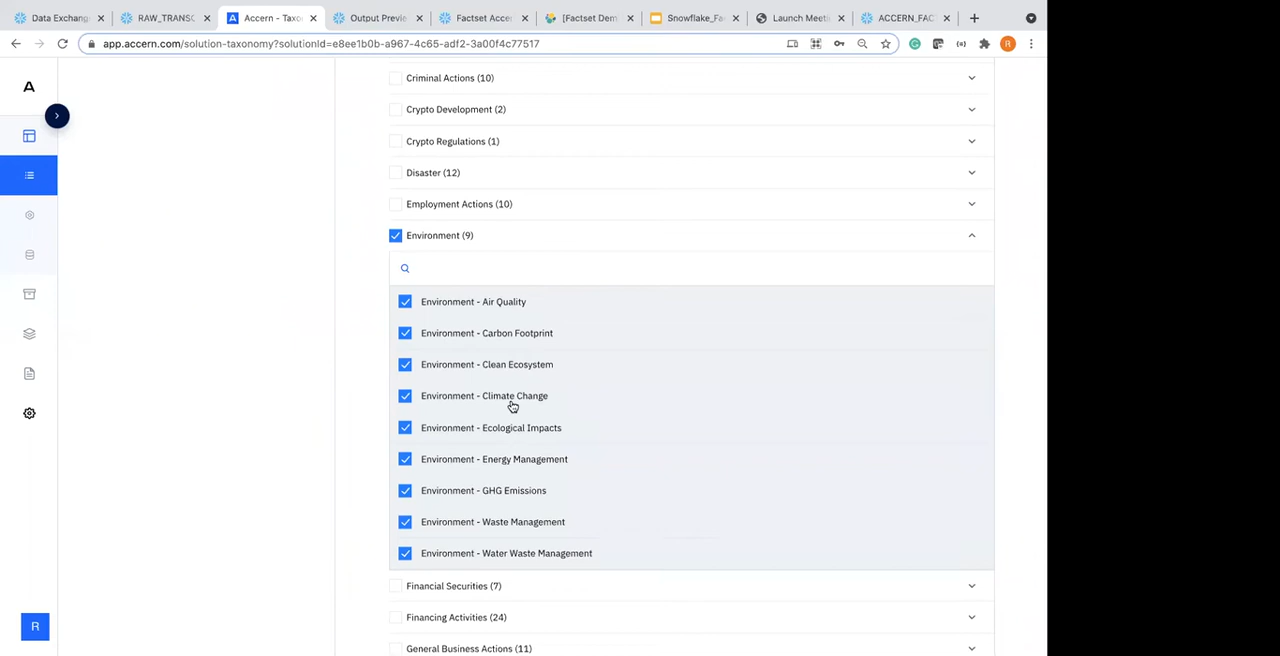 Data Exchang
RAW_TRANSC
Accern - Taxo
Output Previe
Factset Acce
[Factset Dem
Snowflake_Fa
Launch Meeti
ACCERN_FAC
app.accern.com/solution-taxonomy?solutionId=e8ee1b0b-a967-4c65-adf2-3a00f4c77517
R
A
Criminal Actions (10)
Crypto Development (2)
Crypto Regulations (1)
Disaster (12)
Employment Actions (10)
Environment (9)
Environment - Air Quality
Environment - Carbon Footprint
Environment - Clean Ecosystem
Environment - Climate Change
Environment - Ecological Impacts
Environment - Energy Management
Environment - GHG Emissions
Environment - Waste Management
Environment - Water Waste Management
Financial Securities (7)
Financing Activities (24)
R
General Business Actions (11)